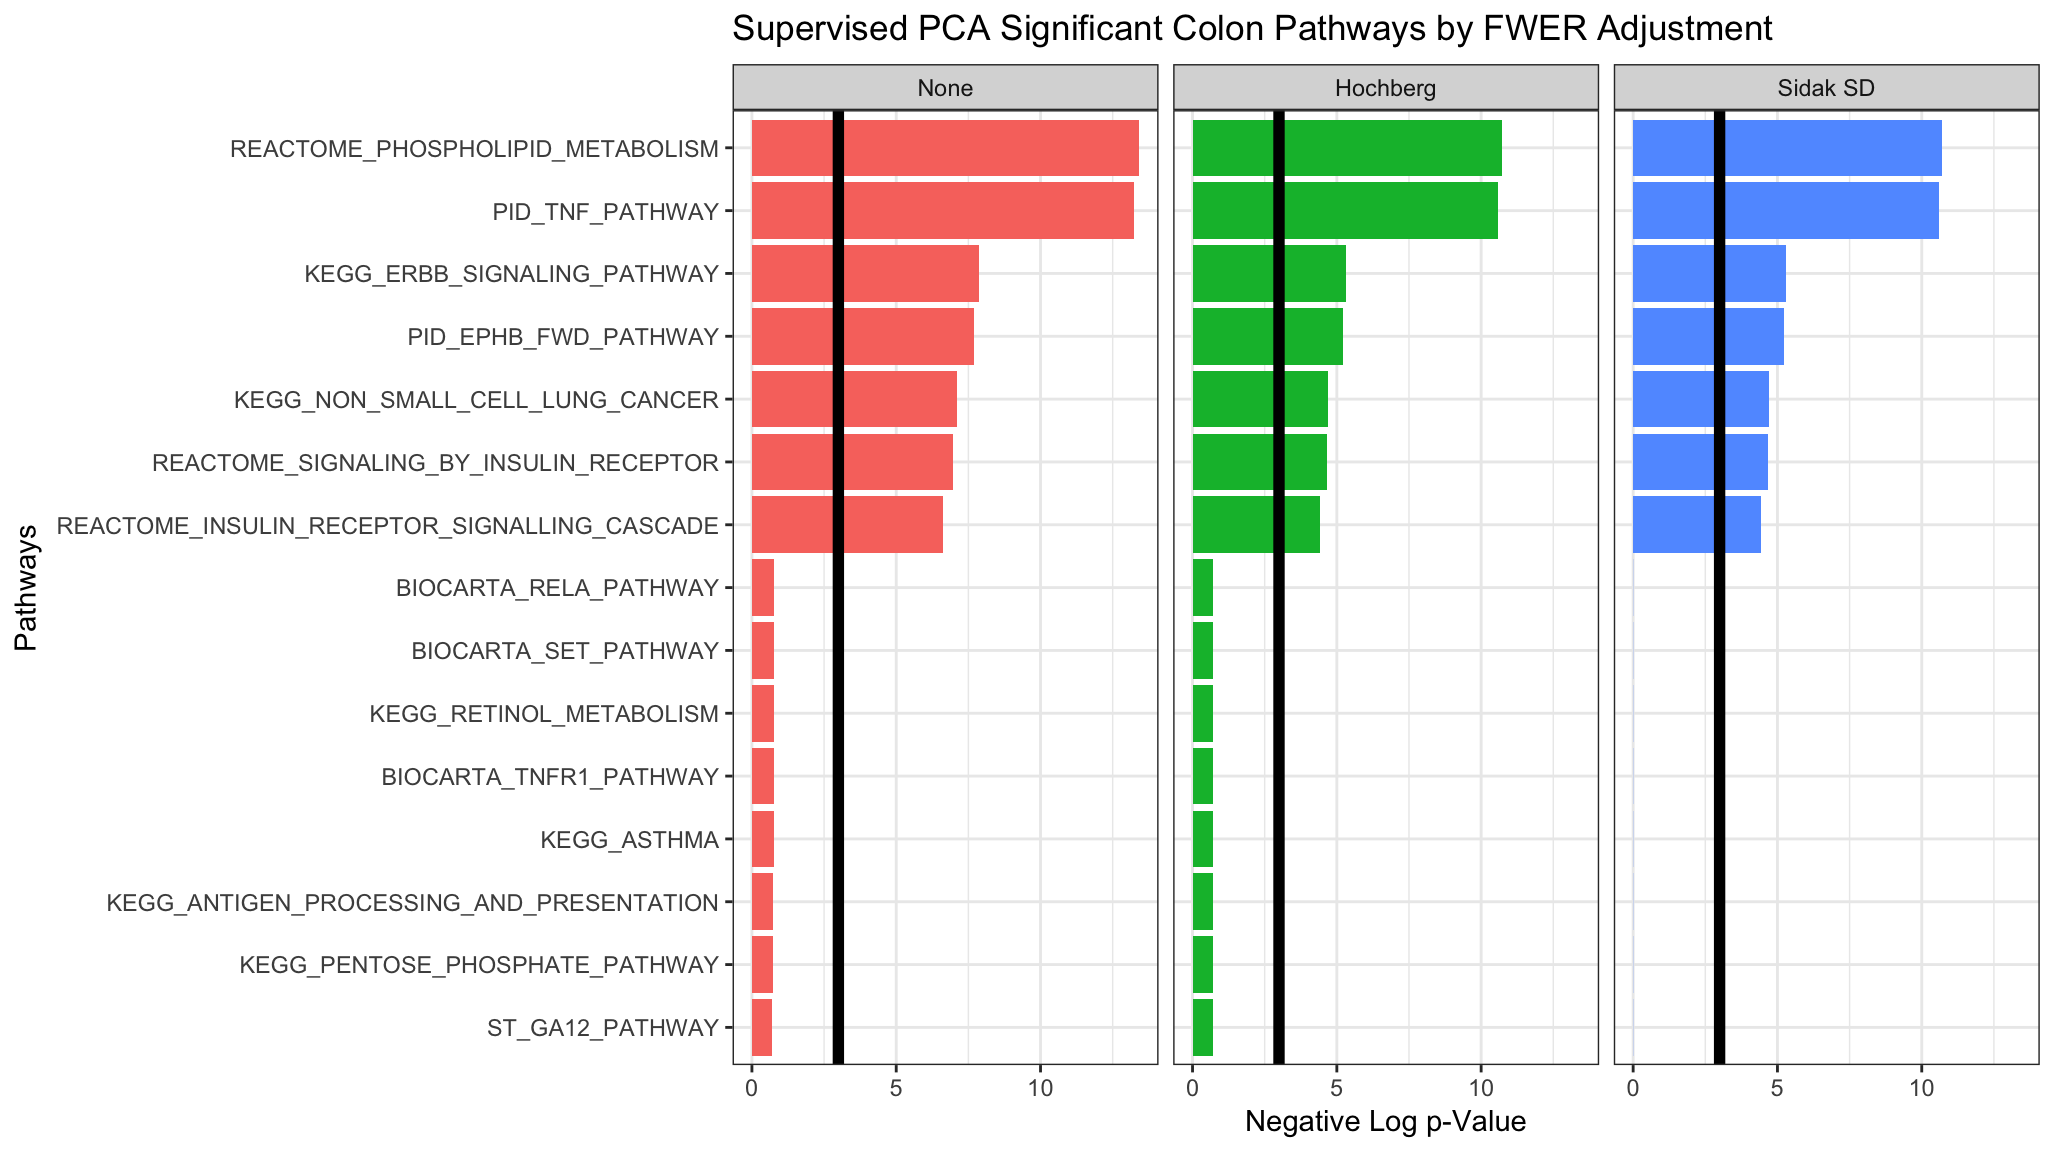 Supervised PCA Significant Colon Pathways by FWER Adjustment
None
Hochberg
Sidak SD
REACTOME_PHOSPHOLIPID_METABOLISM
PID_TNF_PATHWAY
KEGG_ERBB_SIGNALING_PATHWAY
PID_EPHB_FWD_PATHWAY
KEGG_NON_SMALL_CELL_LUNG_CANCER
REACTOME_SIGNALING_BY_INSULIN_RECEPTOR
REACTOME_INSULIN_RECEPTOR_SIGNALLING_CASCADE
BIOCARTA_RELA_PATHWAY
BIOCARTA_SET_PATHWAY
KEGG_RETINOL_METABOLISM
BIOCARTA_TNFR1_PATHWAY
KEGG_ASTHMA
KEGG_ANTIGEN_PROCESSING_AND_PRESENTATION
KEGG_PENTOSE_PHOSPHATE_PATHWAY
ST_GA12_PATHWAY
Pathways
0 5 10
0 5 10
0 5 10
Negative Log p-Value